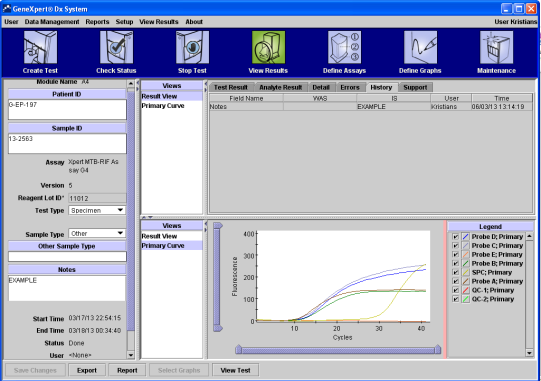 GeneXpert® Dx System
User Data Management Reports Setup View Results About User Kristians
Create Test Check Status Stop Test View Results Define Assays Define Graphs Maintenance
Module Name A4
Patient ID
G-EP-197
Sample ID
13-2563
Assay Xpert MTB-RIF As
say G4
Version 5
Reagent Lot ID* 11012
Test Type Specimen
Sample Type Other
Other Sample Type
Notes
EXAMPLE
Start Time 03/17/13 22:54:15
End Time 03/18/13 00:34:40
Status Done
User <None>
Views
Result View
Primary Curve
Test Result Analyte Result Detail Errors History Support
Field Name WAS IS User Time
Notes EXAMPLE Kristians 06/03/13 13:14:19
Views
Result View
Primary Curve
Fluorescence
400
300
200
100
0
10 20 30 40
Cycles
Legend
Probe D; Primary
Probe C; Primary
Probe E; Primary
Probe B; Primary
SPC; Primary
Probe A; Primary
QC-1; Primary
QC-2; Primary
Save Changes Export Report Select Graphs View Test